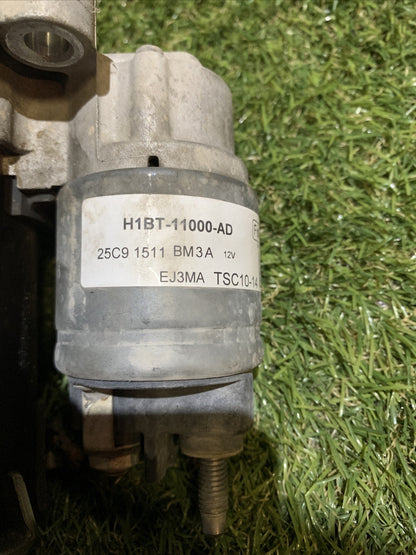 H1BT-11000-AD
25C9 1511 BM3A 12V
EJ3MA TSC10-14